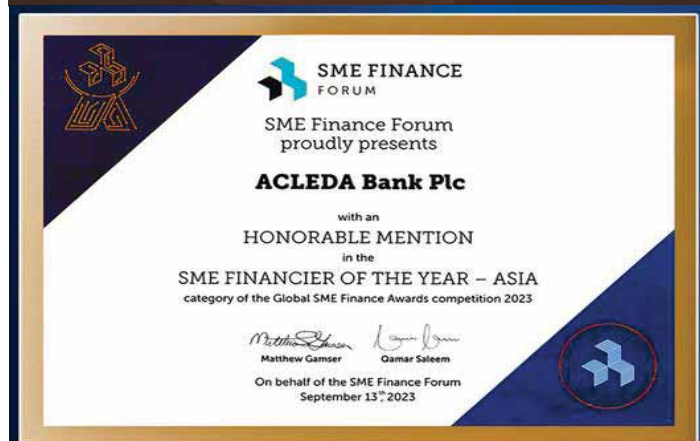 SME FINANCE
FORUM
SME Finance Forum
proudly presents
ACLEDA Bank Plc
with an
HONORABLE MENTION
in the
SME FINANCIER OF THE YEAR – ASIA
category of the Global SME Finance Awards competition 2023
Matthew Gamser Qamar Saleem
On behalf of the SME Finance Forum
September 13th, 2023